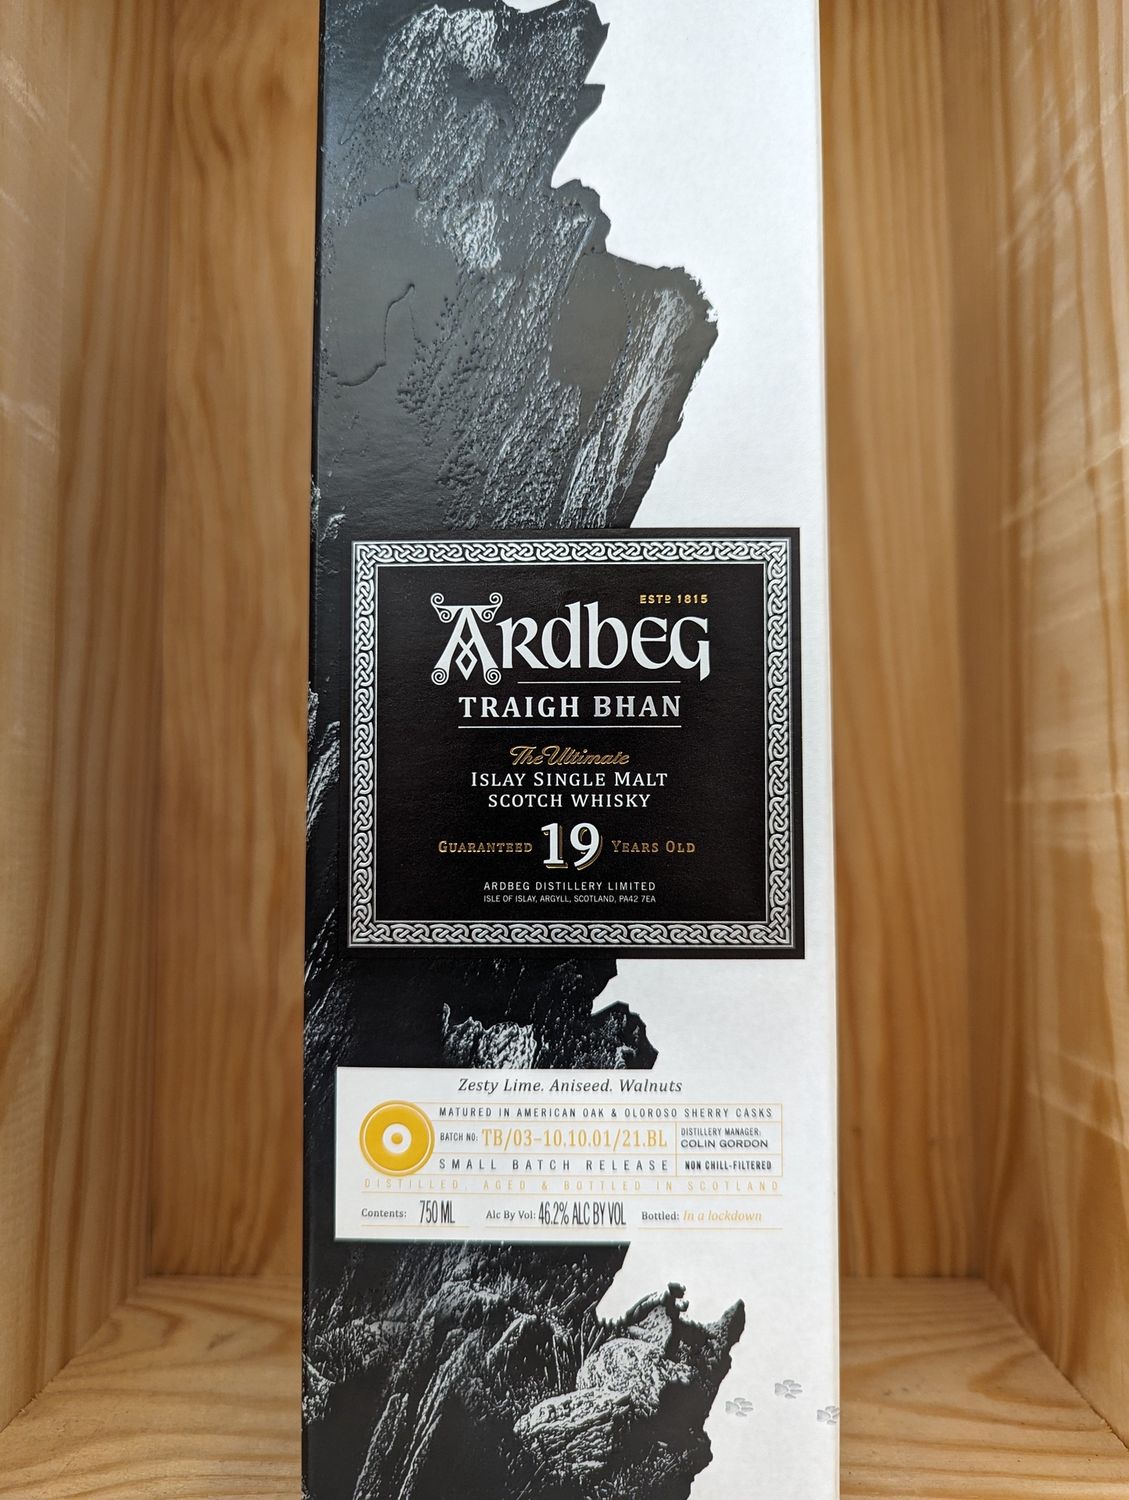 ESTD 1815
ARDBEG
TRAIGH BHAN
The Ultimate
ISLAY SINGLE MALT
SCOTCH WHISKY
GUARANTEED 19 YEARS OLD
ARDBEG DISTILLERY LIMITED
ISLE OF ISLAY, ARGYLL, SCOTLAND, PA42 7EA
Zesty Lime. Aniseed. Walnuts
MATURED IN AMERICAN OAK & OLOROSO SHERRY CASKS
BATCH NO: TB/03-10.10.01/21.BL
DISTILLERY MANAGER:
COLIN GORDON
SMALL BATCH RELEASE NON CHILL-FILTERED
DISTILLED, AGED & BOTTLED IN SCOTLAND
Contents: 750 ML Alc By Vol: 46.2% ALC BY VOL Bottled: In a lockdown